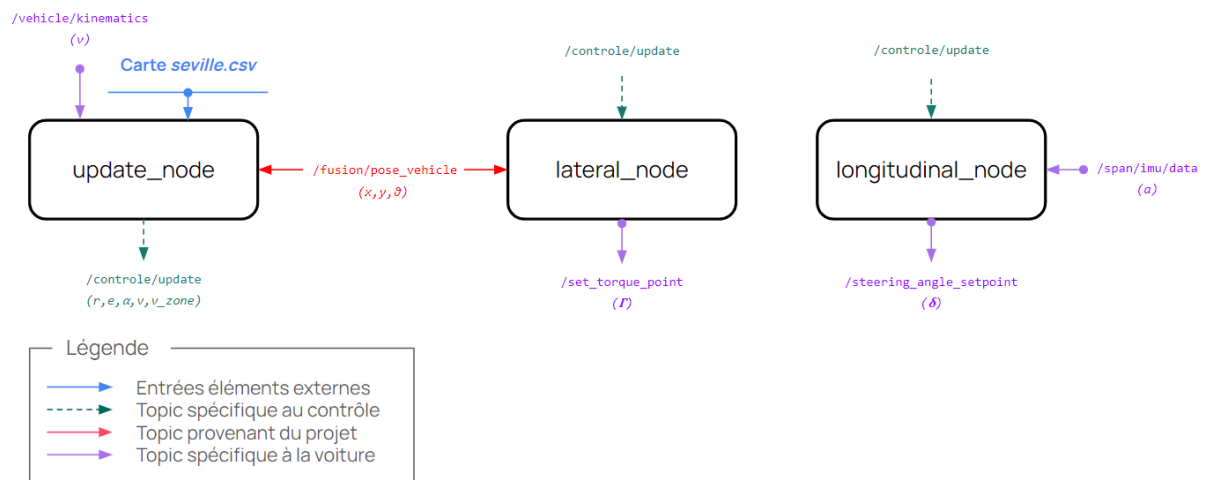 /vehicle/kinematics
(v)
Carte seville.csv
update_node
/controle/update
(r,e,α,v,v_zone)
/fusion/pose_vehicle
(x,y,ϑ)
/controle/update
lateral_node
/set_torque_point
(Γ)
/controle/update
longitudinal_node
/span/imu/data
(a)
/steering_angle_setpoint
(δ)
Légende
Entrées éléments externes
Topic spécifique au contrôle
Topic provenant du projet
Topic spécifique à la voiture